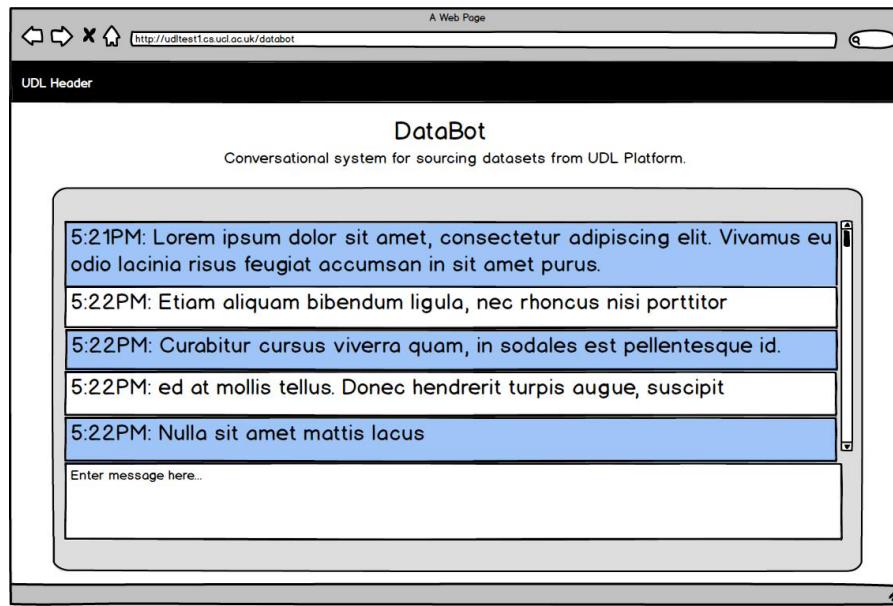 A Web Page
http://udltest1.cs.ucl.ac.uk/databot
UDL Header
DataBot
Conversational system for sourcing datasets from UDL Platform.
5:21PM: Lorem ipsum dolor sit amet, consectetur adipiscing elit. Vivamus eu
odio lacinia risus feugiat accumsan in sit amet purus.
5:22PM: Etiam aliquam bibendum ligula, nec rhoncus nisi porttitor
5:22PM: Curabitur cursus viverra quam, in sodales est pellentesque id.
5:22PM: ed at mollis tellus. Donec hendrerit turpis augue, suscipit
5:22PM: Nulla sit amet mattis lacus
Enter message here...